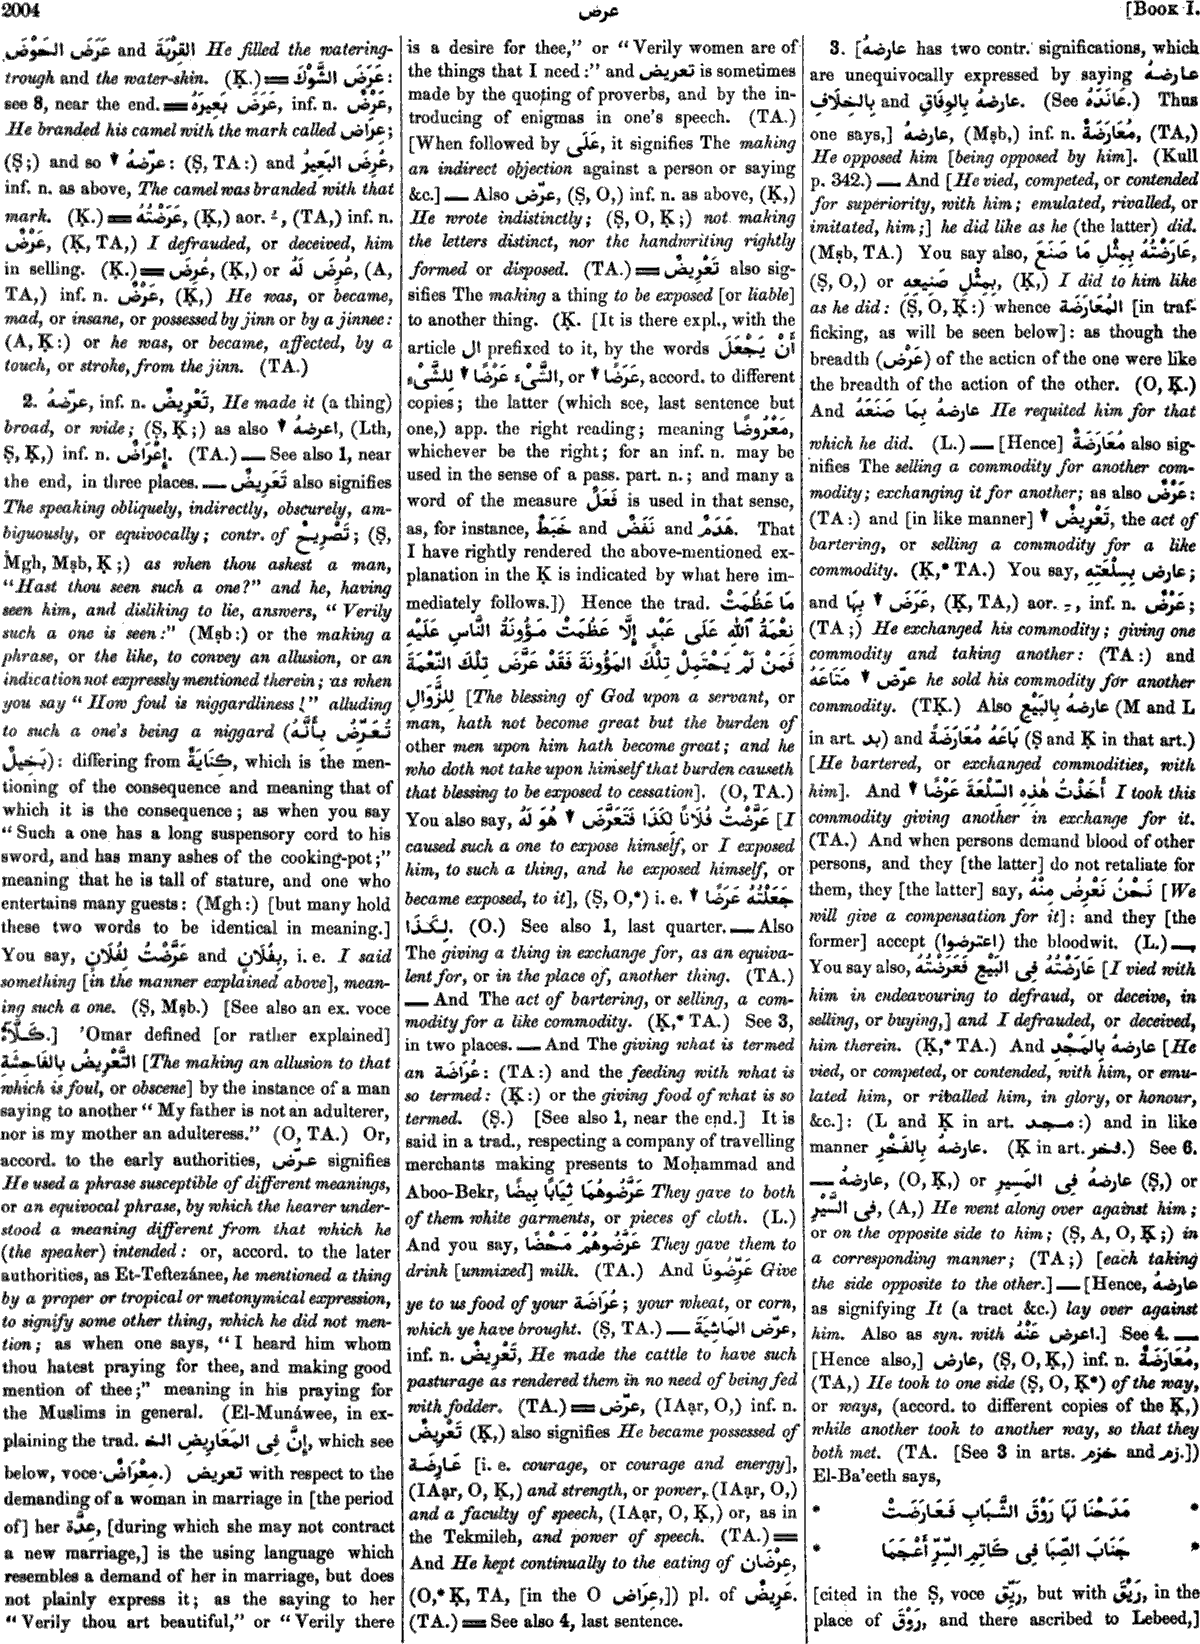 2004
عرض
[BOOK I.
عَرَضَ الحَوْضَ and القِرْبَةَ He filled the watering-
trough and the water-skin. (Ḳ.) ══ عَرَضَ الشَّوْكَ:
see 8, near the end. ══ عَرَضَ بَعِيرَهُ, inf. n. عَرْضٌ,
He branded his camel with the mark called عِرَاض;
(Ṣ;) and so ▾ عرّضهُ: (Ṣ, TA:) and عُرِضَ البَعِيرُ,
inf. n. as above, The camel was branded with that
mark. (Ḳ.) ══ عَرَضْتُهُ, (Ḳ,) aor. ـِ, (TA,) inf. n.
عَرْضٌ, (Ḳ, TA,) I defrauded, or deceived, him
in selling. (Ḳ.) ══ عُرِضَ, (Ḳ,) or عُرِضَ لَهُ, (A,
TA,) inf. n. عَرْضٌ, (Ḳ,) He was, or became,
mad, or insane, or possessed by jinn or by a jinnee:
(A, Ḳ:) or he was, or became, affected, by a
touch, or stroke, from the jinn. (TA.)
2. عرّضهُ, inf. n. تَعْرِيضٌ, He made it (a thing)
broad, or wide; (Ṣ, Ḳ;) as also ▾ اعرضهُ, (Lth,
Ṣ, Ḳ,) inf. n. إِعْرَاضٌ. (TA.) — See also 1, near
the end, in three places. — تَعْرِيضٌ also signifies
The speaking obliquely, indirectly, obscurely, am-
biguously, or equivocally; contr. of تَصْرِيحٌ; (Ṣ,
Mgh, Mṣb, Ḳ;) as when thou askest a man,
"Hast thou seen such a one?" and he, having
seen him, and disliking to lie, answers, "Verily
such a one is seen:" (Mṣb:) or the making a
phrase, or the like, to convey an allusion, or an
indication not expressly mentioned therein; as when
you say "How foul is niggardliness!" alluding
to such a one's being a niggard (تُعَرِّضُ بِأَنَّهُ
بَخِيلٌ): differing from كِنَايَةٌ, which is the men-
tioning of the consequence and meaning that of
which it is the consequence; as when you say
"Such a one has a long suspensory cord to his
sword, and has many ashes of the cooking-pot;"
meaning that he is tall of stature, and one who
entertains many guests: (Mgh:) [but many hold
these two words to be identical in meaning.]
You say, عَرَّضْتُ لِفُلَانٍ and بِفُلَانٍ, i. e. I said
something [in the manner explained above], mean-
ing such a one. (Ṣ, Mṣb.) [See also an ex. voce
كَلَّآءٌ.] 'Omar defined [or rather explained]
التَّعْرِيضُ بِالفَاحِشَةِ [The making an allusion to that
which is foul, or obscene] by the instance of a man
saying to another "My father is not an adulterer,
nor is my mother an adulteress." (O, TA.) Or,
accord. to the early authorities, عرّض signifies
He used a phrase susceptible of different meanings,
or an equivocal phrase, by which the hearer under-
stood a meaning different from that which he
(the speaker) intended: or, accord. to the later
authorities, as Et-Teftezánee, he mentioned a thing
by a proper or tropical or metonymical expression,
to signify some other thing, which he did not men-
tion; as when one says, "I heard him whom
thou hatest praying for thee, and making good
mention of thee;" meaning in his praying for
the Muslims in general. (El-Munáwee, in ex-
plaining the trad. إِنَّ فِى المَعَارِيضِ الخ, which see
below, voce مِعْرَاضٌ.) تعريض with respect to the
demanding of a woman in marriage in [the period
of] her عِدَّة, [during which she may not contract
a new marriage,] is the using language which
resembles a demand of her in marriage, but does
not plainly express it; as the saying to her
"Verily thou art beautiful," or "Verily there
is a desire for thee," or "Verily women are of
the things that I need:" and تعريض is sometimes
made by the quoting of proverbs, and by the in-
troducing of enigmas in one's speech. (TA.)
[When followed by عَلَى, it signifies The making
an indirect objection against a person or saying
&c.] — Also عرّض, (Ṣ, O,) inf. n. as above, (Ḳ,)
He wrote indistinctly; (Ṣ, O, Ḳ;) not making
the letters distinct, nor the handwriting rightly
formed or disposed. (TA.) ══ تَعْرِيضٌ also sig-
nifies The making a thing to be exposed [or liable]
to another thing. (Ḳ. [It is there expl., with the
article ال prefixed to it, by the words أَنْ يَجْعَلَ
الشَّىْءَ عَرْضًا ▾ لِلشَّىْءِ, or ▾ عَرَضًا, accord. to different
copies; the latter (which see, last sentence but
one,) app. the right reading; meaning مَعْرُوضًا,
whichever be the right; for an inf. n. may be
used in the sense of a pass. part. n.; and many a
word of the measure فَعَلٌ is used in that sense,
as, for instance, خَبَطٌ and نَفَضٌ and هَدَمٌ. That
I have rightly rendered the above-mentioned ex-
planation in the Ḳ is indicated by what here im-
mediately follows.]) Hence the trad. مَا عَظُمَتْ
نِعْمَةُ ٱللّٰهِ عَلَى عَبْدٍ إِلَّا عَظُمَتْ مَؤُونَةُ النَّاسِ عَلَيْهِ
فَمَنْ لَمْ يَحْتَمِلْ تِلْكَ المَؤُونَةَ فَقَدْ عَرَّضَ تِلْكَ النِّعْمَةَ
لِلزَّوَالِ [The blessing of God upon a servant, or
man, hath not become great but the burden of
other men upon him hath become great; and he
who doth not take upon himself that burden causeth
that blessing to be exposed to cessation]. (O, TA.)
You also say, عَرَّضْتُ فُلَانًا لِكَذَا فَتَعَرَّضَ ▾ هُوَ لَهُ [I
caused such a one to expose himself, or I exposed
him, to such a thing, and he exposed himself, or
became exposed, to it], (Ṣ, O,*) i. e. ▾ جَعَلْتُهُ عَرَضًا
لِكَذَا. (O.) See also 1, last quarter. — Also
The giving a thing in exchange for, as an equiva-
lent for, or in the place of, another thing. (TA.)
— And The act of bartering, or selling, a com-
modity for a like commodity. (Ḳ,* TA.) See 3,
in two places. — And The giving what is termed
an عُرَاضَة: (TA:) and the feeding with what is
so termed: (Ḳ:) or the giving food of what is so
termed. (Ṣ.) [See also 1, near the end.] It is
said in a trad., respecting a company of travelling
merchants making presents to Moḥammad and
Aboo-Bekr, عَرَّضُوهُمَا ثِيَابًا بِيضًا They gave to both
of them white garments, or pieces of cloth. (L.)
And you say, عَرَّضُوهُمْ مَحْضًا They gave them to
drink [unmixed] milk. (TA.) And عَرِّضُونَا Give
ye to us food of your عُرَاضَة; your wheat, or corn,
which ye have brought. (Ṣ, TA.) — عرّض المَاشِيَةَ,
inf. n. تَعْرِيضٌ, He made the cattle to have such
pasturage as rendered them in no need of being fed
with fodder. (TA.) ══ عرّض, (IAạr, O,) inf. n.
تَعْرِيضٌ (Ḳ,) also signifies He became possessed of
عَارِضَة [i. e. courage, or courage and energy],
(IAạr, O, Ḳ,) and strength, or power, (IAạr, O,)
and a faculty of speech, (IAạr, O, Ḳ,) or, as in
the Tekmileh, and power of speech. (TA.) ══
And He kept continually to the eating of عِرْضَان,
(O,* Ḳ, TA, [in the O عِرَاض,]) pl. of عَرِيضٌ.
(TA.) ══ See also 4, last sentence.
3. [عارضهُ has two contr. significations, which
are unequivocally expressed by saying عارضهُ
بِالخِلَافِ and عارضهُ بِالوِفَاقِ. (See عَانَدَهُ.) Thus
one says,] عارضهُ, (Mṣb,) inf. n. مُعَارَضَةٌ, (TA,)
He opposed him [being opposed by him]. (Kull
p. 342.) — And [He vied, competed, or contended
for superiority, with him; emulated, rivalled, or
imitated, him;] he did like as he (the latter) did.
(Mṣb, TA.) You say also, عَارَضْتُهُ بِمِثْلِ مَا صَنَعَ,
(Ṣ, O,) or بِمِثْلِ صَنِيعِهِ, (Ḳ,) I did to him like
as he did: (Ṣ, O, Ḳ:) whence المُعَارَضَة [in traf-
ficking, as will be seen below]: as though the
breadth (عَرْض) of the action of the one were like
the breadth of the action of the other. (O, Ḳ.)
And عارضهُ بِمَا صَنَعَهُ He requited him for that
which he did. (L.) — [Hence] مُعَارَضَةٌ also sig-
nifies The selling a commodity for another com-
modity; exchanging it for another; as also عَرْضٌ:
(TA:) and [in like manner] ▾ تَعْرِيضٌ, the act of
bartering, or selling a commodity for a like
commodity. (Ḳ,* TA.) You say, عارض بِسِلْعَتِهِ;
and بِهَا ▾ عَرَضَ, (Ḳ, TA,) aor. ـِ, inf. n. عَرْضٌ;
(TA;) He exchanged his commodity; giving one
commodity and taking another: (TA:) and
عرّض ▾ مَتَاعَهُ he sold his commodity for another
commodity. (TḲ.) Also عارضهُ بِالبَيْعِ (M and L
in art. بد) and بَاعَهُ مُعَارَضَةً (Ṣ and Ḳ in that art.)
[He bartered, or exchanged commodities, with
him]. And أَخَذْتُ هٰذِهِ السِّلْعَةَ عَرْضًا ▾ I took this
commodity giving another in exchange for it.
(TA.) And when persons demand blood of other
persons, and they [the latter] do not retaliate for
them, they [the latter] say, نَحْنُ نَعْرِضُ مِنْهُ [We
will give a compensation for it]: and they [the
former] accept (اعترضوا) the bloodwit. (L.) —
You say also, عَارَضْتُهُ فِى البَيْعِ فَعَرَضْتُهُ [I vied with
him in endeavouring to defraud, or deceive, in
selling, or buying,] and I defrauded, or deceived,
him therein. (Ḳ,* TA.) And عارضهُ بِالمَجْدِ [He
vied, or competed, or contended, with him, or emu-
lated him, or rivalled him, in glory, or honour,
&c.]: (L and Ḳ in art. مجد:) and in like
manner عارضهُ بِالفَخْرِ. (Ḳ in art. فخر.) See 6.
— عارضهُ, (O, Ḳ,) or عارضهُ فِى المَسِيرِ (Ṣ,) or
فِى السَّيْرِ, (A,) He went along over against him;
or on the opposite side to him; (Ṣ, A, O, Ḳ;) in
a corresponding manner; (TA;) [each taking
the side opposite to the other.] — [Hence, عارضهُ
as signifying It (a tract &c.) lay over against
him. Also as syn. with اعرض عَنْهُ.] See 4. —
[Hence also,] عارض, (Ṣ, O, Ḳ,) inf. n. مُعَارَضَةٌ,
(TA,) He took to one side (Ṣ, O, Ḳ*) of the way,
or ways, (accord. to different copies of the Ḳ,)
while another took to another way, so that they
both met. (TA. [See 3 in arts. خزم and زم.])
El-Ba'eeth says,
* مَدَحْنَا لَهَا رَوْقَ الشَّبَابِ فَعَارَضَتْ *
* جَنَابَ الصِّبَا فِى كَاتِمِ السِّرِّ أَعْجَمَا *
[cited in the Ṣ, voce رَيِّقٌ, but with رَيْقَ, in the
place of رَوْقَ, and there ascribed to Lebeed,]